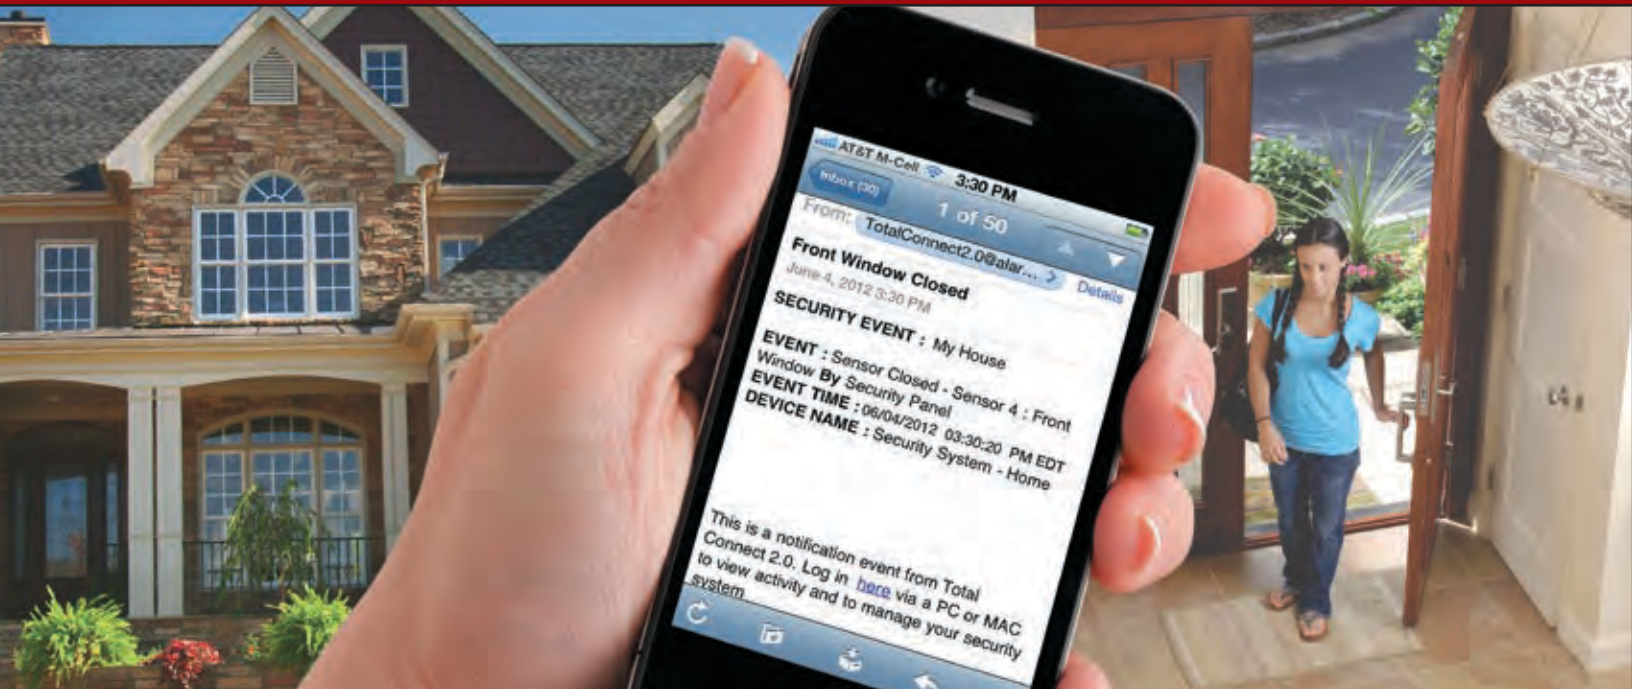 AT&T M-Cell 3:30 PM
Inbox (30) 1 of 50
From: TotalConnect2.0@alar... Details
Front Window Closed
June 4, 2012 3:30 PM
SECURITY EVENT : My House
EVENT : Sensor Closed - Sensor 4 : Front
Window By Security Panel
EVENT TIME : 06/04/2012 03:30:20 PM EDT
DEVICE NAME : Security System - Home
This is a notification event from Total
Connect 2.0. Log in here via a PC or MAC
to view activity and to manage your security
system